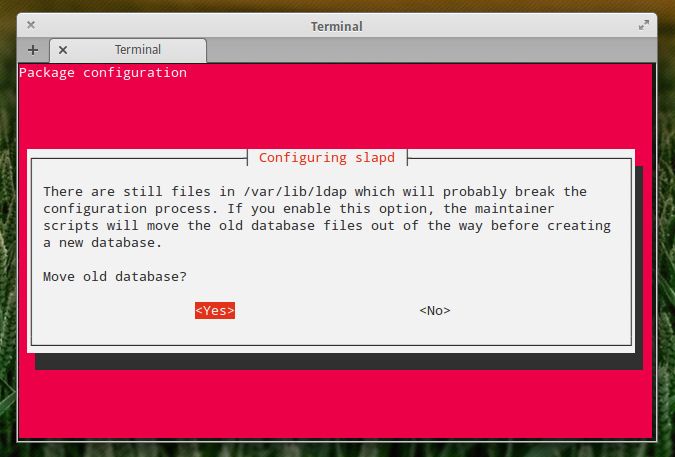 Terminal
Terminal
Package configuration
Configuring slapd
There are still files in /var/lib/ldap which will probably break the
configuration process. If you enable this option, the maintainer
scripts will move the old database files out of the way before creating
a new database.
Move old database?
<Yes> <No>